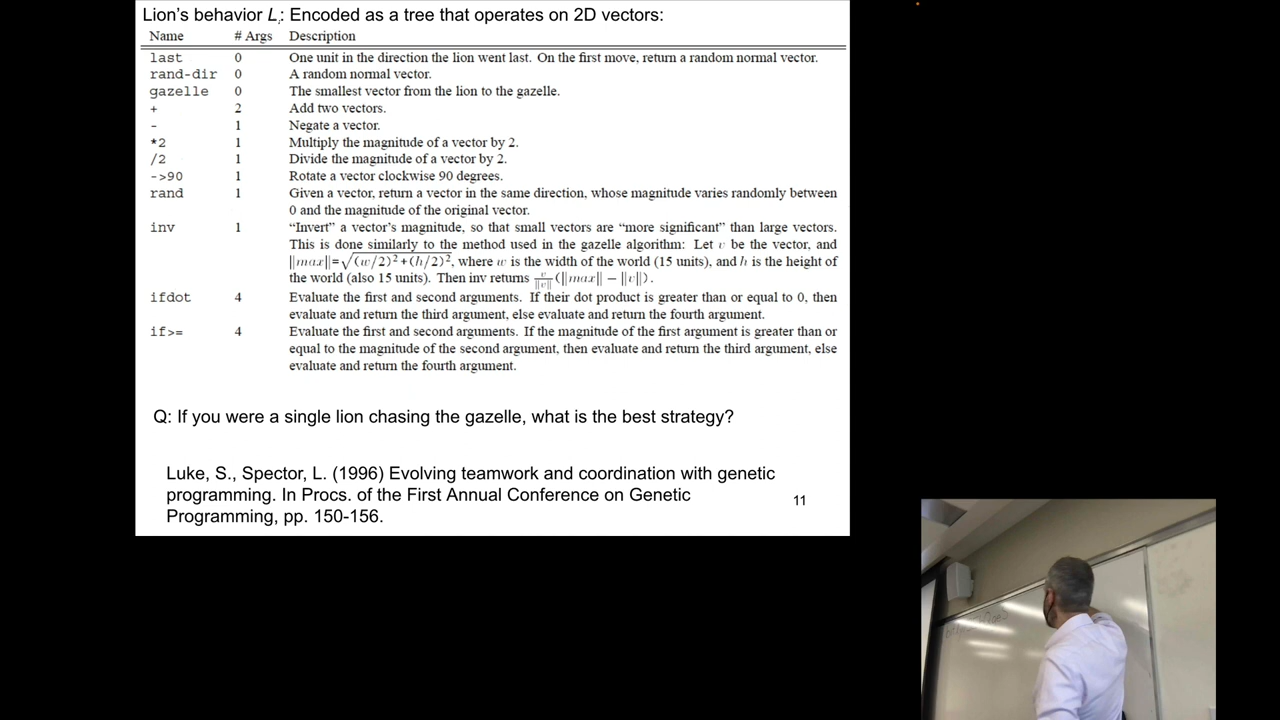 Lion’s behavior Li: Encoded as a tree that operates on 2D vectors:
Name # Args Description
last 0 One unit in the direction the lion went last. On the first move, return a random normal vector.
rand-dir 0 A random normal vector.
gazelle 0 The smallest vector from the lion to the gazelle.
+ 2 Add two vectors.
- 1 Negate a vector.
*2 1 Multiply the magnitude of a vector by 2.
/2 1 Divide the magnitude of a vector by 2.
->90 1 Rotate a vector clockwise 90 degrees.
rand 1 Given a vector, return a vector in the same direction, whose magnitude varies randomly between
0 and the magnitude of the original vector.
inv 1 “Invert” a vector’s magnitude, so that small vectors are “more significant” than large vectors.
This is done similarly to the method used in the gazelle algorithm: Let v be the vector, and
||max||=√(w/2)²+(h/2)², where w is the width of the world (15 units), and h is the height of
the world (also 15 units). Then inv returns v/||v|| (||max|| − ||v||).
ifdot 4 Evaluate the first and second arguments. If their dot product is greater than or equal to 0, then
evaluate and return the third argument, else evaluate and return the fourth argument.
if>= 4 Evaluate the first and second arguments. If the magnitude of the first argument is greater than or
equal to the magnitude of the second argument, then evaluate and return the third argument, else
evaluate and return the fourth argument.
Q: If you were a single lion chasing the gazelle, what is the best strategy?
Luke, S., Spector, L. (1996) Evolving teamwork and coordination with genetic
programming. In Procs. of the First Annual Conference on Genetic
Programming, pp. 150-156.
11